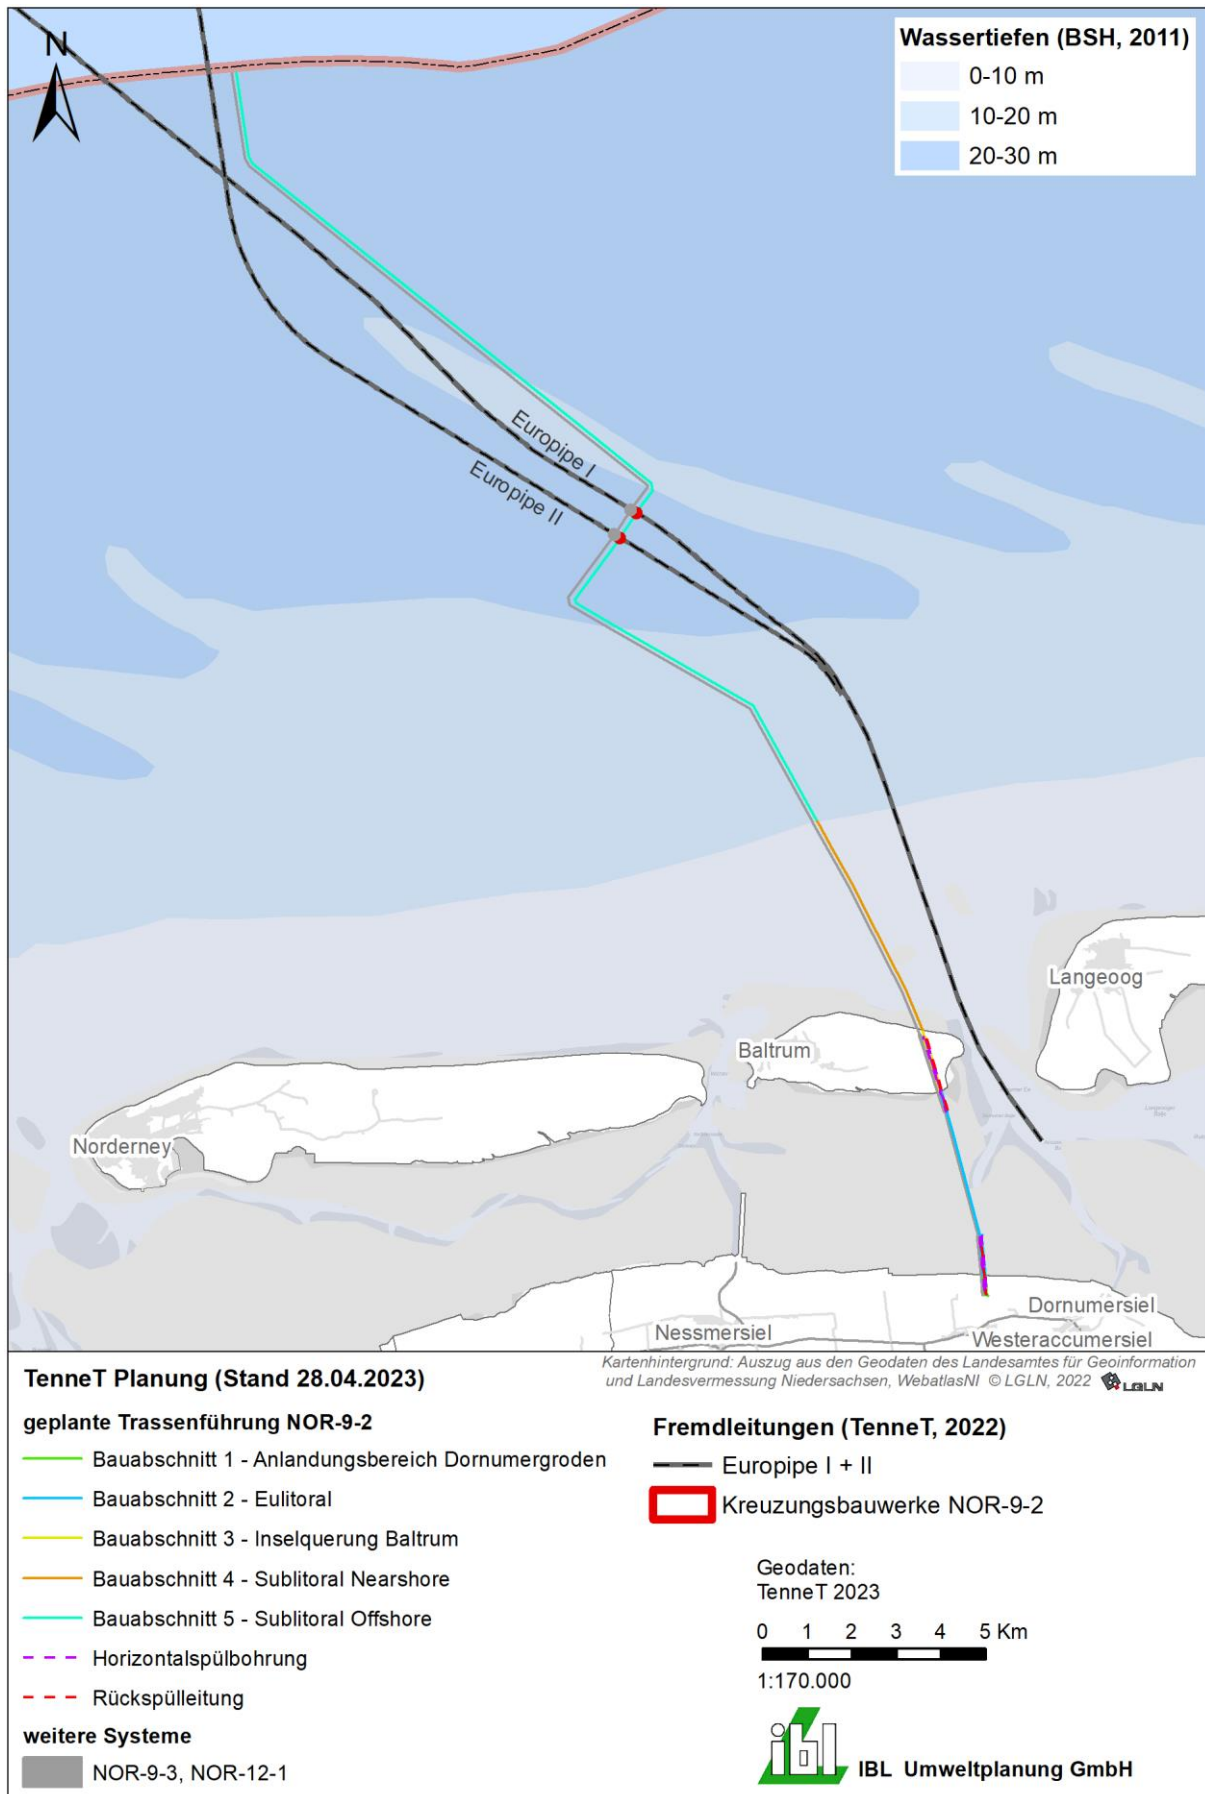 N
Wassertiefen (BSH, 2011)
0-10 m
10-20 m
20-30 m
Europipe I
Europipe II
Langeoog
Baltrum
Norderney
Dornumersiel
Nessmersiel
Westeraccumersiel
Kartenhintergrund: Auszug aus den Geodaten des Landesamtes für Geoinformation
und Landesvermessung Niedersachsen, WebatlasNI © LGLN, 2022 LGLN
TenneT Planung (Stand 28.04.2023)
geplante Trassenführung NOR-9-2
Bauabschnitt 1 - Anlandungsbereich Dornumergroden
Bauabschnitt 2 - Eulitoral
Bauabschnitt 3 - Inselquerung Baltrum
Bauabschnitt 4 - Sublitoral Nearshore
Bauabschnitt 5 - Sublitoral Offshore
Horizontalspülbohrung
Rückspülleitung
weitere Systeme
NOR-9-3, NOR-12-1
Fremdleitungen (TenneT, 2022)
Europipe I + II
Kreuzungsbauwerke NOR-9-2
Geodaten:
TenneT 2023
0 1 2 3 4 5 Km
1:170.000
ibl IBL Umweltplanung GmbH